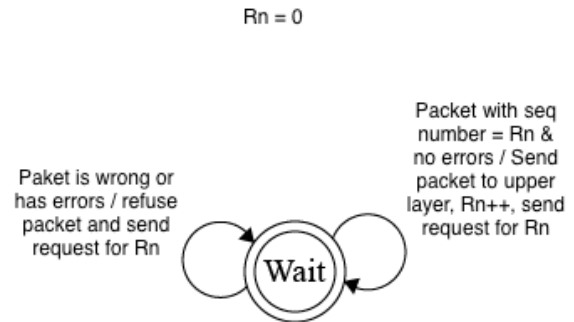 Rn = 0
Packet with seq
number = Rn &
no errors / Send
packet to upper
layer, Rn++, send
request for Rn
Paket is wrong or
has errors / refuse
packet and send
request for Rn
Wait